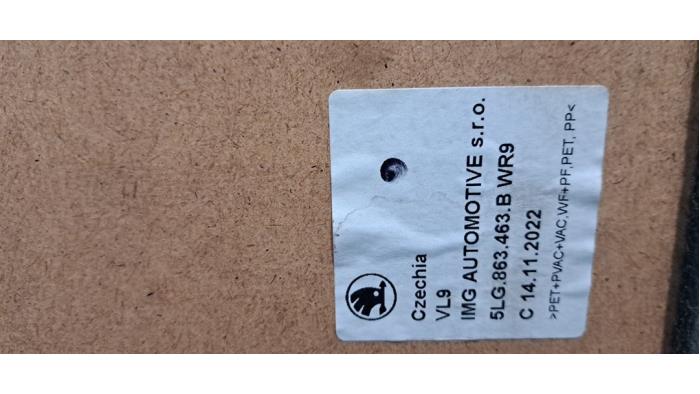 Czechia
VL9
IMG AUTOMOTIVE s.r.o.
5LG.863.463.B WR9
C 14.11.2022
>PET+PVAC+VAC,WF+PF,PET, PP<